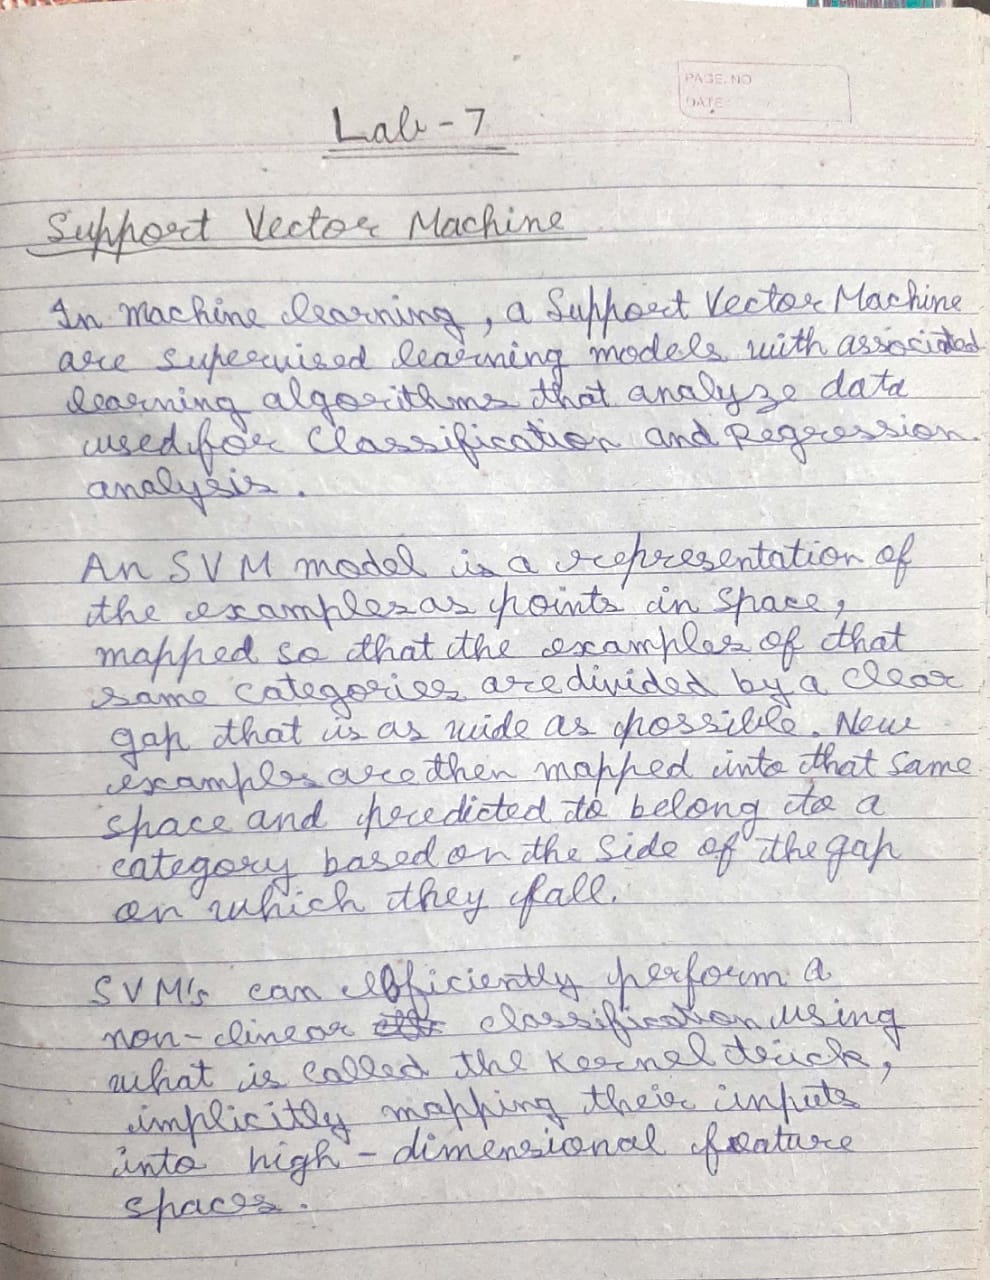 PAGE. NO
DATE:
Lab - 7
Support Vector Machine
In machine learning, a Support Vector Machine
are supervised learning models with associated
learning algorithms that analyze data
used for Classification and Regression
analysis.
An SVM model is a representation of
the examples as points in space,
mapped so that the examples of that
same categories are divided by a clear
gap that is as wide as possible. New
examples are then mapped into that same
space and predicted to belong to a
category based on the side of the gap
on which they fall.
SVM's can efficiently perform a
non-linear classification using
what is called the Kernel trick,
implicitly mapping their inputs
into high - dimensional feature
spaces.